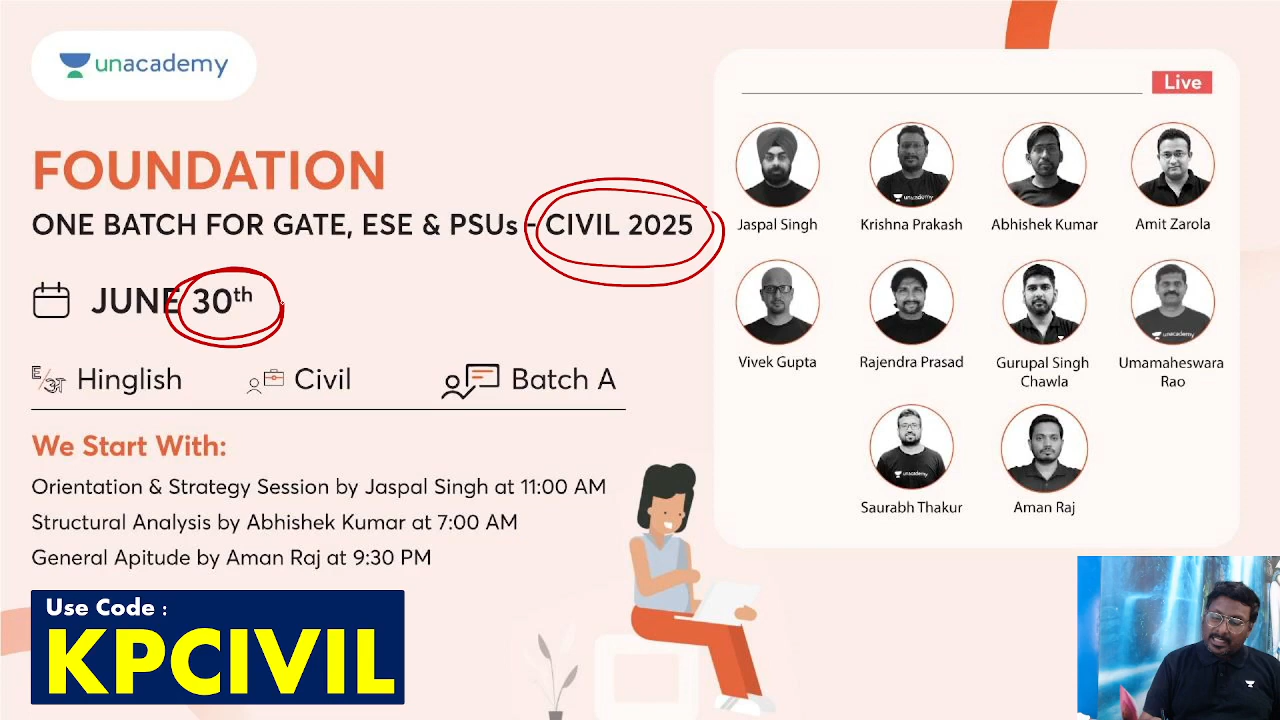 unacademy
FOUNDATION
ONE BATCH FOR GATE, ESE & PSUs - CIVIL 2025
JUNE 30th
E/अ Hinglish
Civil
Batch A
We Start With:
Orientation & Strategy Session by Jaspal Singh at 11:00 AM
Structural Analysis by Abhishek Kumar at 7:00 AM
General Apitude by Aman Raj at 9:30 PM
Use Code :
KPCIVIL
Live
Jaspal Singh
Krishna Prakash
Abhishek Kumar
Amit Zarola
unacademy
Vivek Gupta
Rajendra Prasad
Gurupal Singh
Chawla
Umamaheswara
Rao
unacademy
Saurabh Thakur
Aman Raj
unacademy